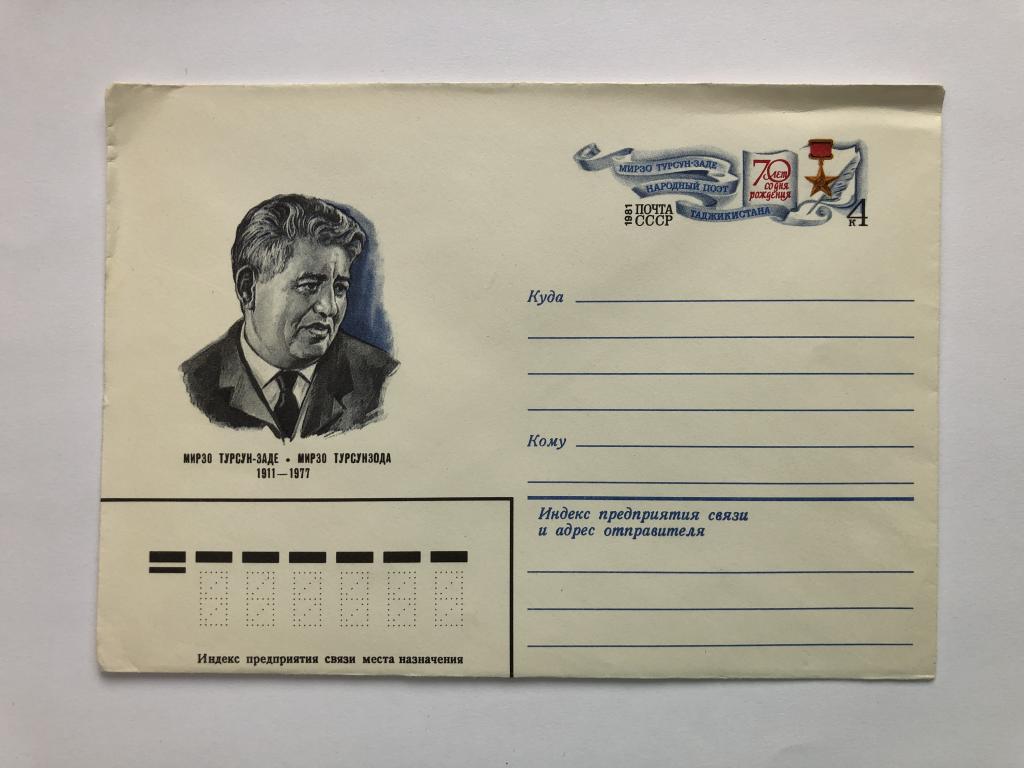 МИРЗО ТУРСУН-ЗАДЕ
НАРОДНЫЙ ПОЭТ
ТАДЖИКИСТАНА
70 лет
со дня
рождения
1981 ПОЧТА
СССР
4
к
МИРЗО ТУРСУН-ЗАДЕ • МИРЗО ТУРСУНЗОДА
1911—1977
Куда
Кому
Индекс предприятия связи
и адрес отправителя
Индекс предприятия связи места назначения